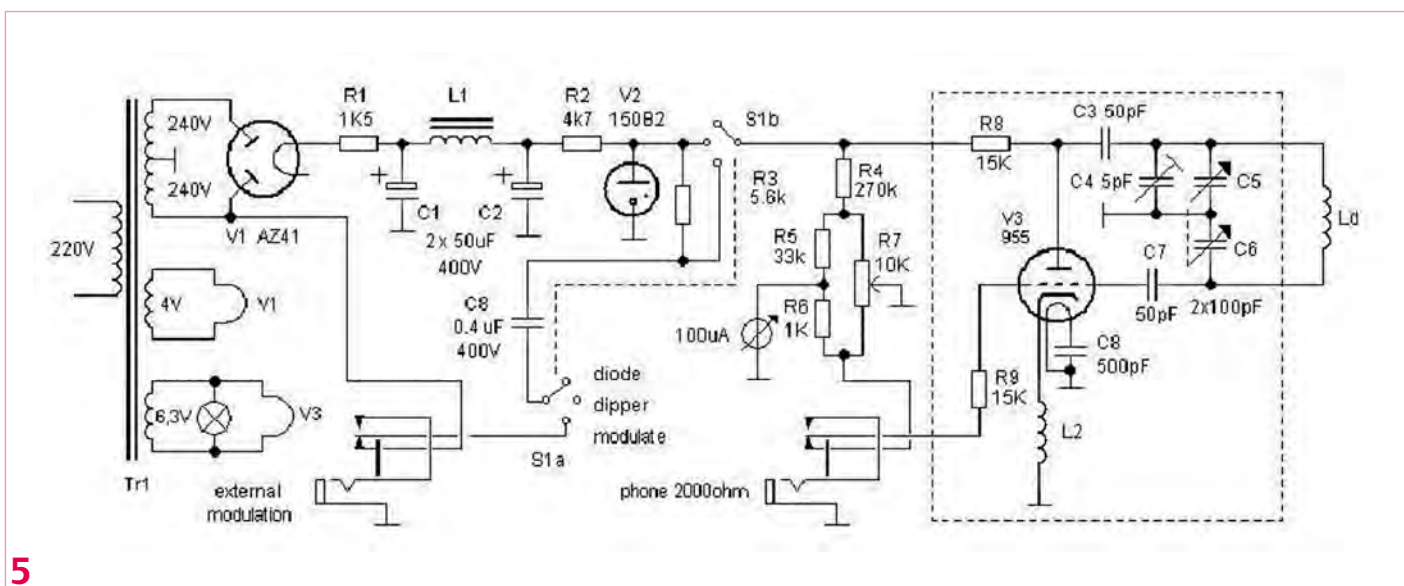 220V
240V
240V
4V
6,3V
Tr1
V1 AZ41
V1
V3
R1
1K5
L1
C1
C2
2x 50uF
400V
R2
4k7
V2
150B2
S1b
R3
5.6k
C8
0.4 uF
400V
diode
dipper
modulate
S1a
external
modulation
R4
270k
R5
33k
R7
10K
R6
1K
100uA
phone 2000ohm
R8
15K
C3 50pF
C4 5pF
C5
C6
2x100pF
Ld
V3
955
C7
50pF
C8
500pF
R9
15K
L2
5